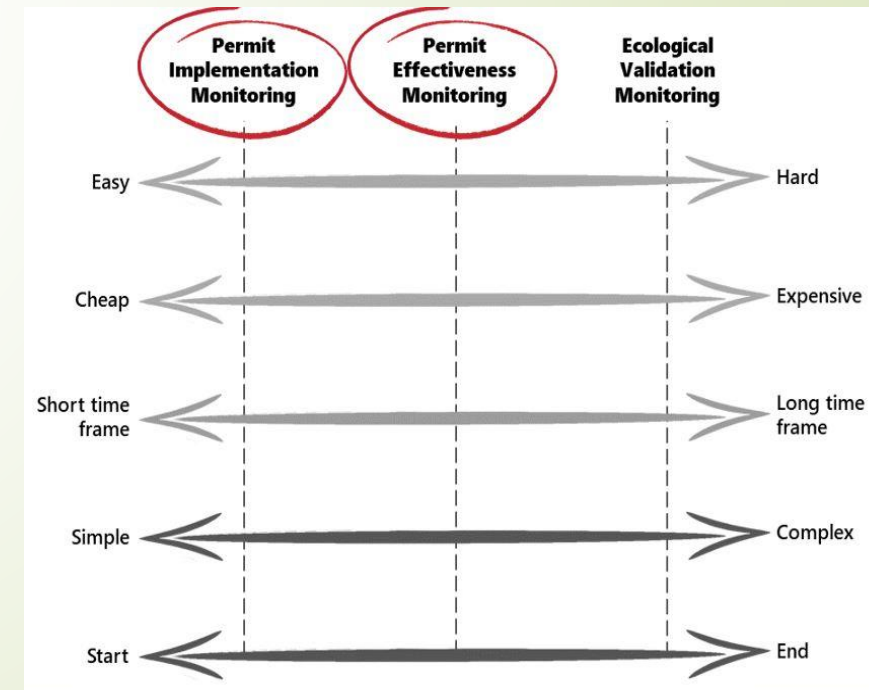 Permit
Implementation
Monitoring
Permit
Effectiveness
Monitoring
Ecological
Validation
Monitoring
Easy
Hard
Cheap
Expensive
Short time
frame
Long time
frame
Simple
Complex
Start
End